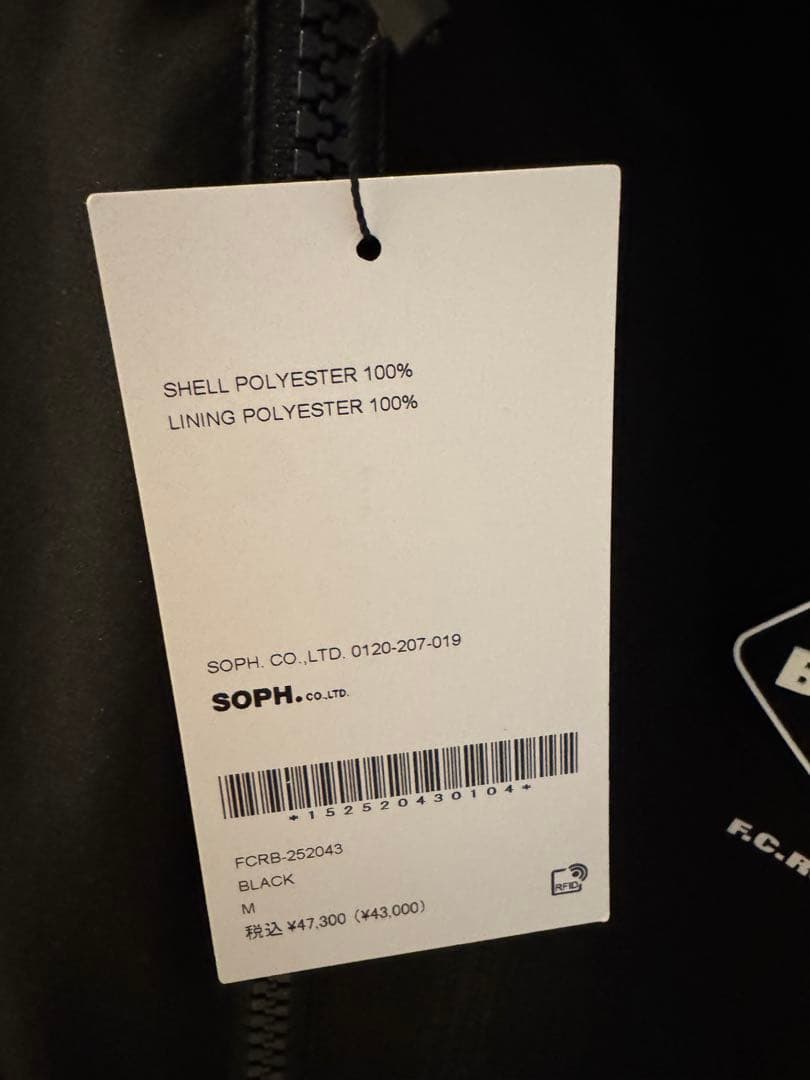 SHELL POLYESTER 100%
LINING POLYESTER 100%
SOPH. CO.,LTD. 0120-207-019
SOPH.CO.,LTD.
*152520430104*
FCRB-252043
BLACK
M
税込 ¥47,300 (¥43,000)
RFID
F.C.R